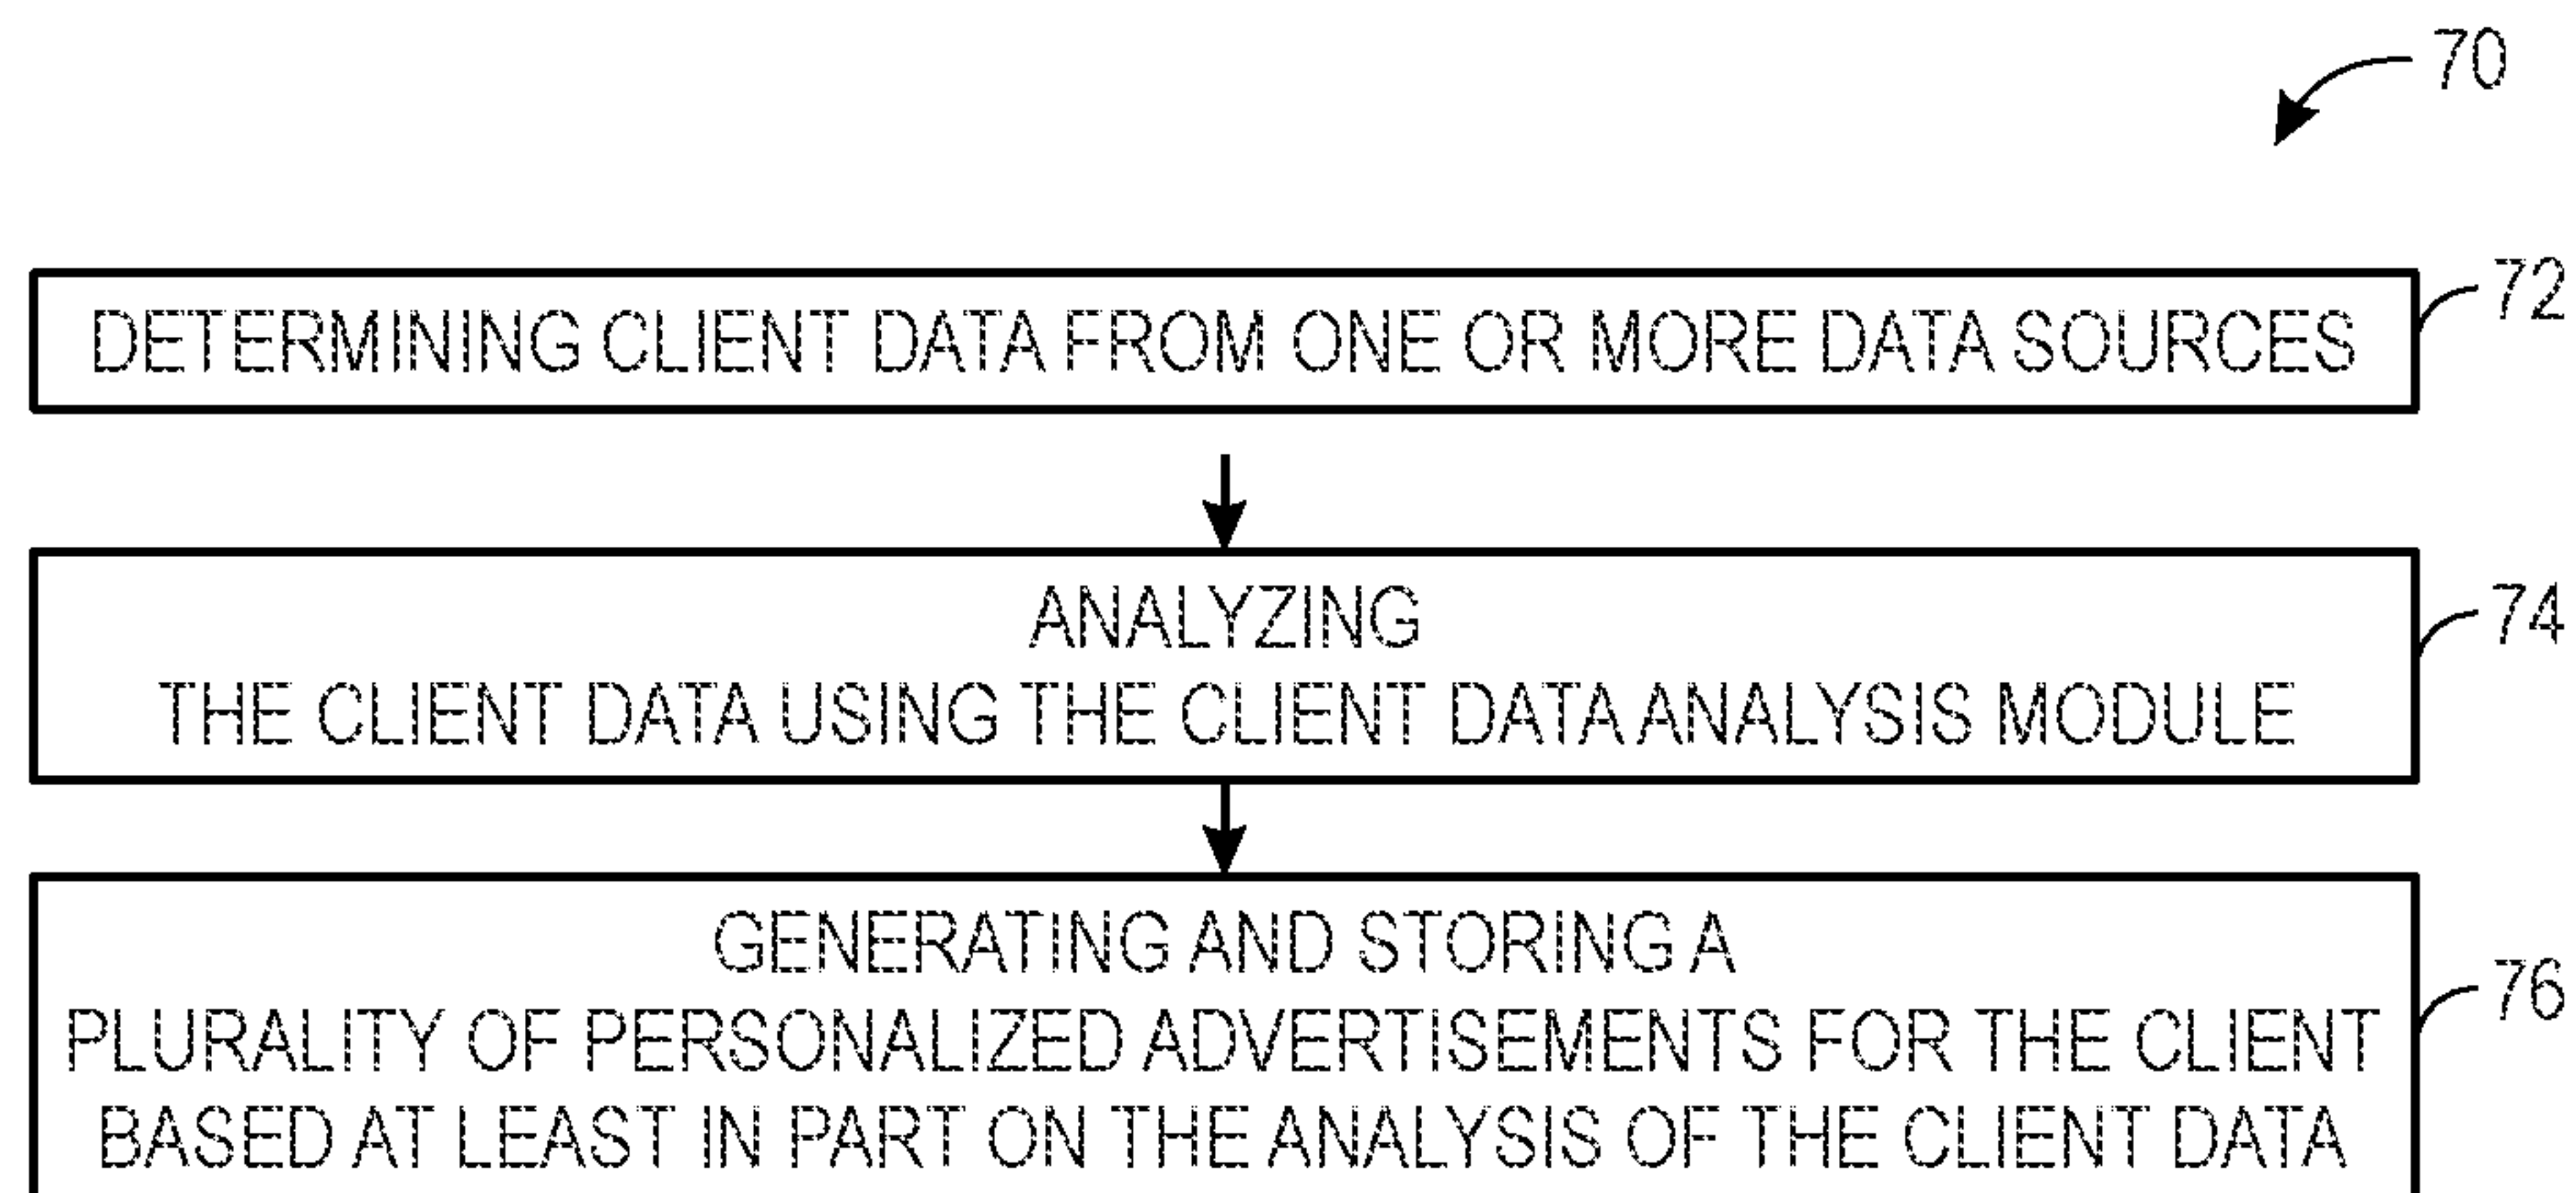 70
DETERMINING CLIENT DATA FROM ONE OR MORE DATA SOURCES
72
ANALYZING
THE CLIENT DATA USING THE CLIENT DATA ANALYSIS MODULE
74
GENERATING AND STORING A
PLURALITY OF PERSONALIZED ADVERTISEMENTS FOR THE CLIENT
BASED AT LEAST IN PART ON THE ANALYSIS OF THE CLIENT DATA
76